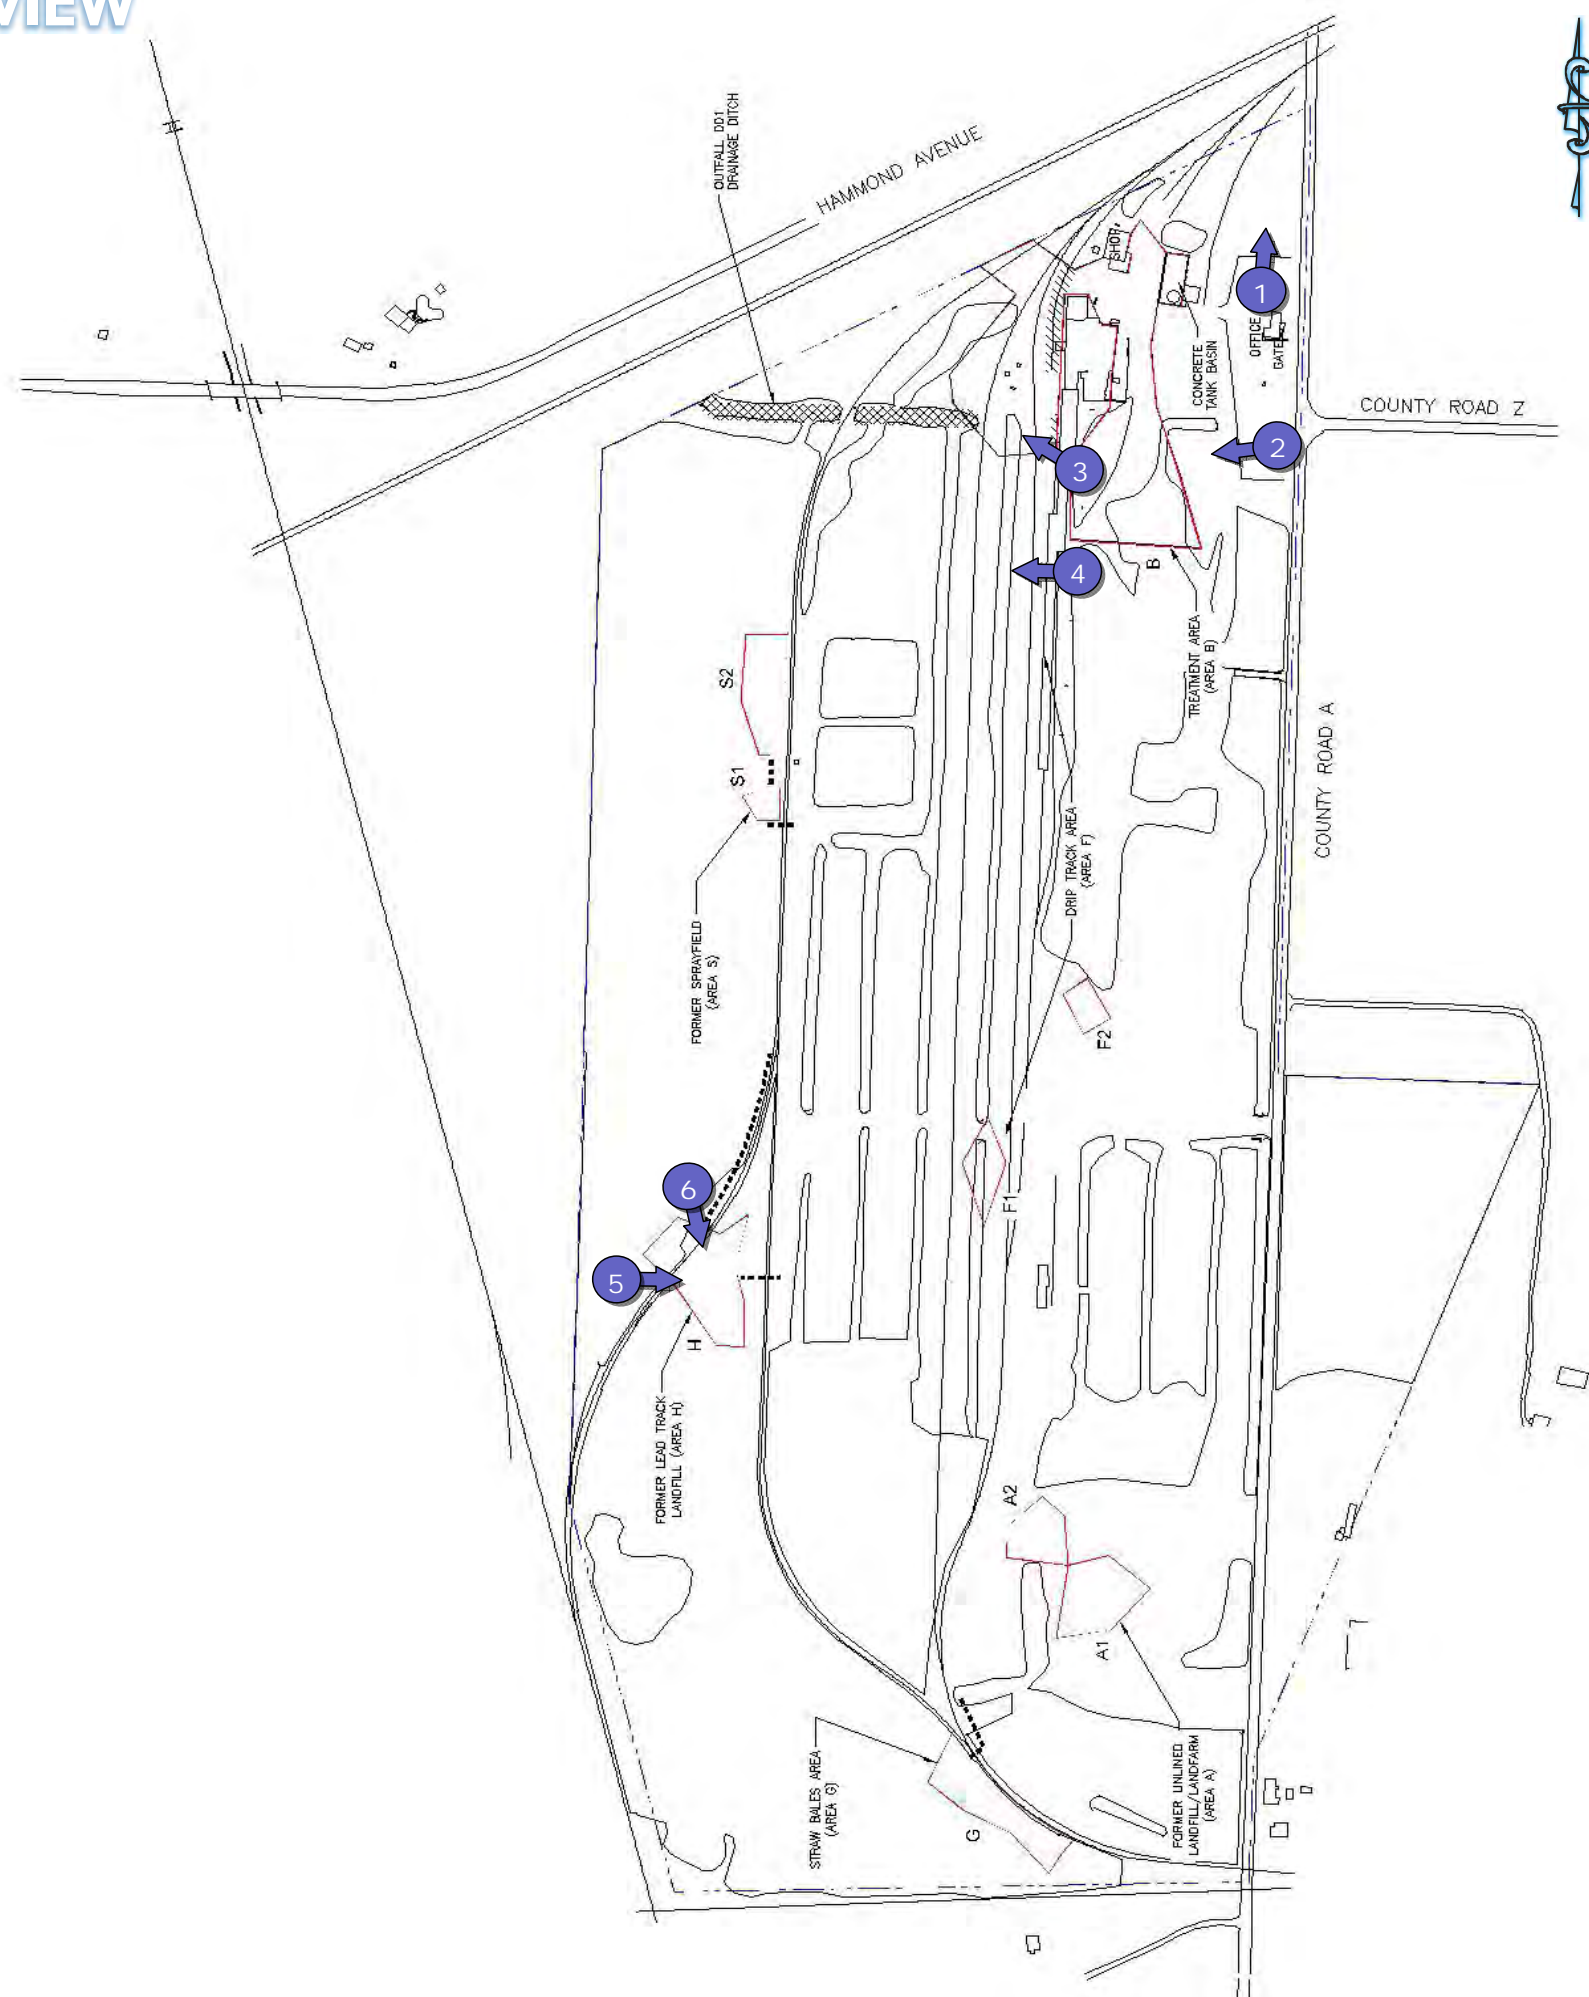 VIEW
OUTFALL DD1
DRAINAGE DITCH
HAMMOND AVENUE
SHOP
1
OFFICE
GATE
CONCRETE
TANK BASIN
COUNTY ROAD Z
2
3
4
B
TREATMENT AREA
(AREA B)
S2
S1
COUNTY ROAD A
DRIP TRACK AREA
(AREA F)
FORMER SPRAYFIELD
(AREA S)
F2
F1
6
5
H
FORMER LEAD TRACK
LANDFILL (AREA H)
A2
A1
STRAW BALES AREA
(AREA G)
G
FORMER UNLINED
LANDFILL/LANDFARM
(AREA A)